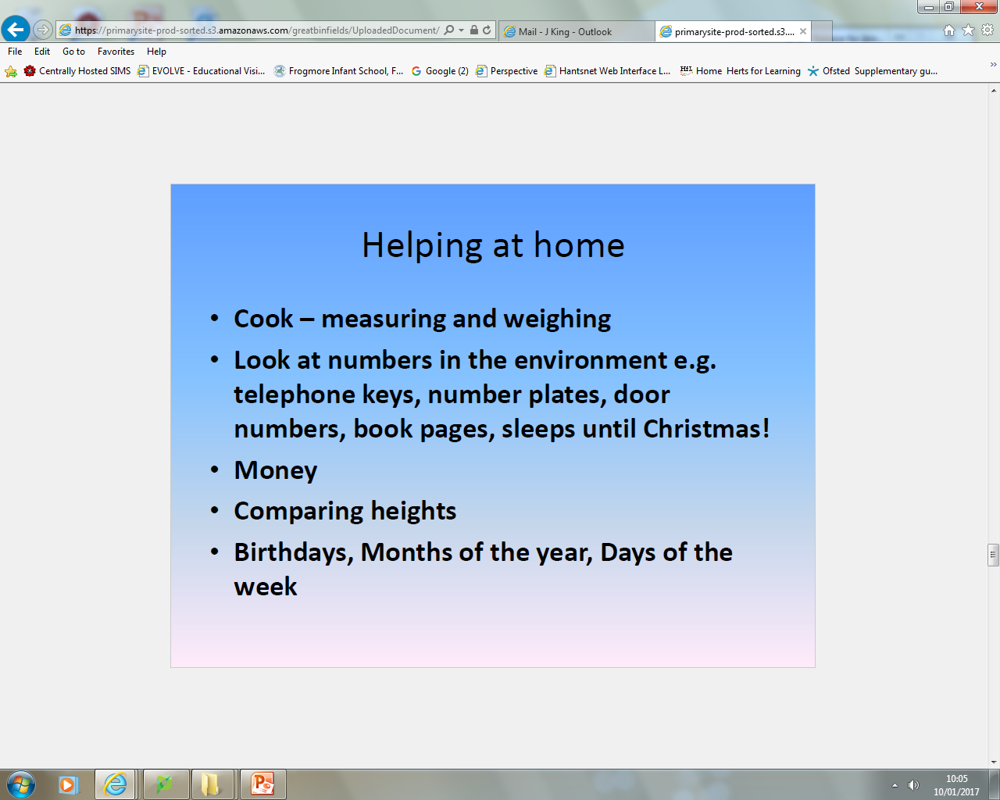 https://primarysite-prod-sorted.s3.amazonaws.com/greatbinfields/UploadedDocument/
Mail - J King - Outlook
primarysite-prod-sorted.s3....
File Edit Go to Favorites Help
Centrally Hosted SIMS EVOLVE - Educational Visi... Frogmore Infant School, F... Google (2) Perspective Hantsnet Web Interface L... Home Herts for Learning Ofsted Supplementary gu...
Helping at home
• Cook – measuring and weighing
• Look at numbers in the environment e.g.
telephone keys, number plates, door
numbers, book pages, sleeps until Christmas!
• Money
• Comparing heights
• Birthdays, Months of the year, Days of the
week
10:05
10/01/2017